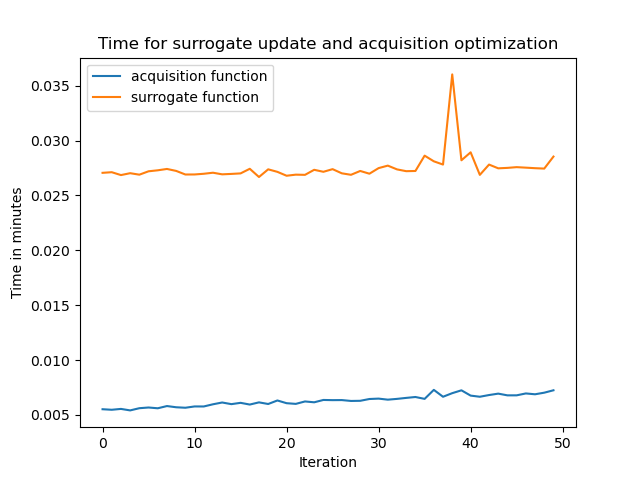 Time for surrogate update and acquisition optimization
acquisition function
surrogate function
0.035
0.030
0.025
0.020
0.015
0.010
0.005
Time in minutes
0 10 20 30 40 50
Iteration